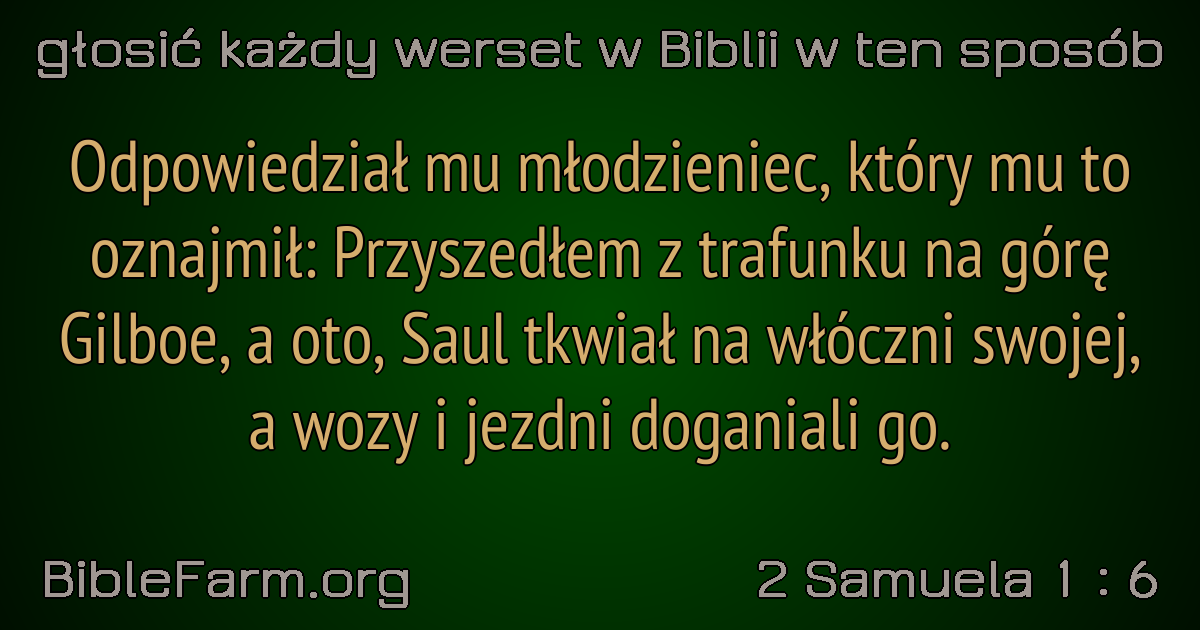 głosić każdy werset w Biblii w ten sposób
Odpowiedział mu młodzieniec, który mu to
oznajmił: Przyszedłem z trafunku na górę
Gilboe, a oto, Saul tkwiał na włóczni swojej,
a wozy i jezdni doganiali go.
BibleFarm.org
2 Samuela 1 : 6